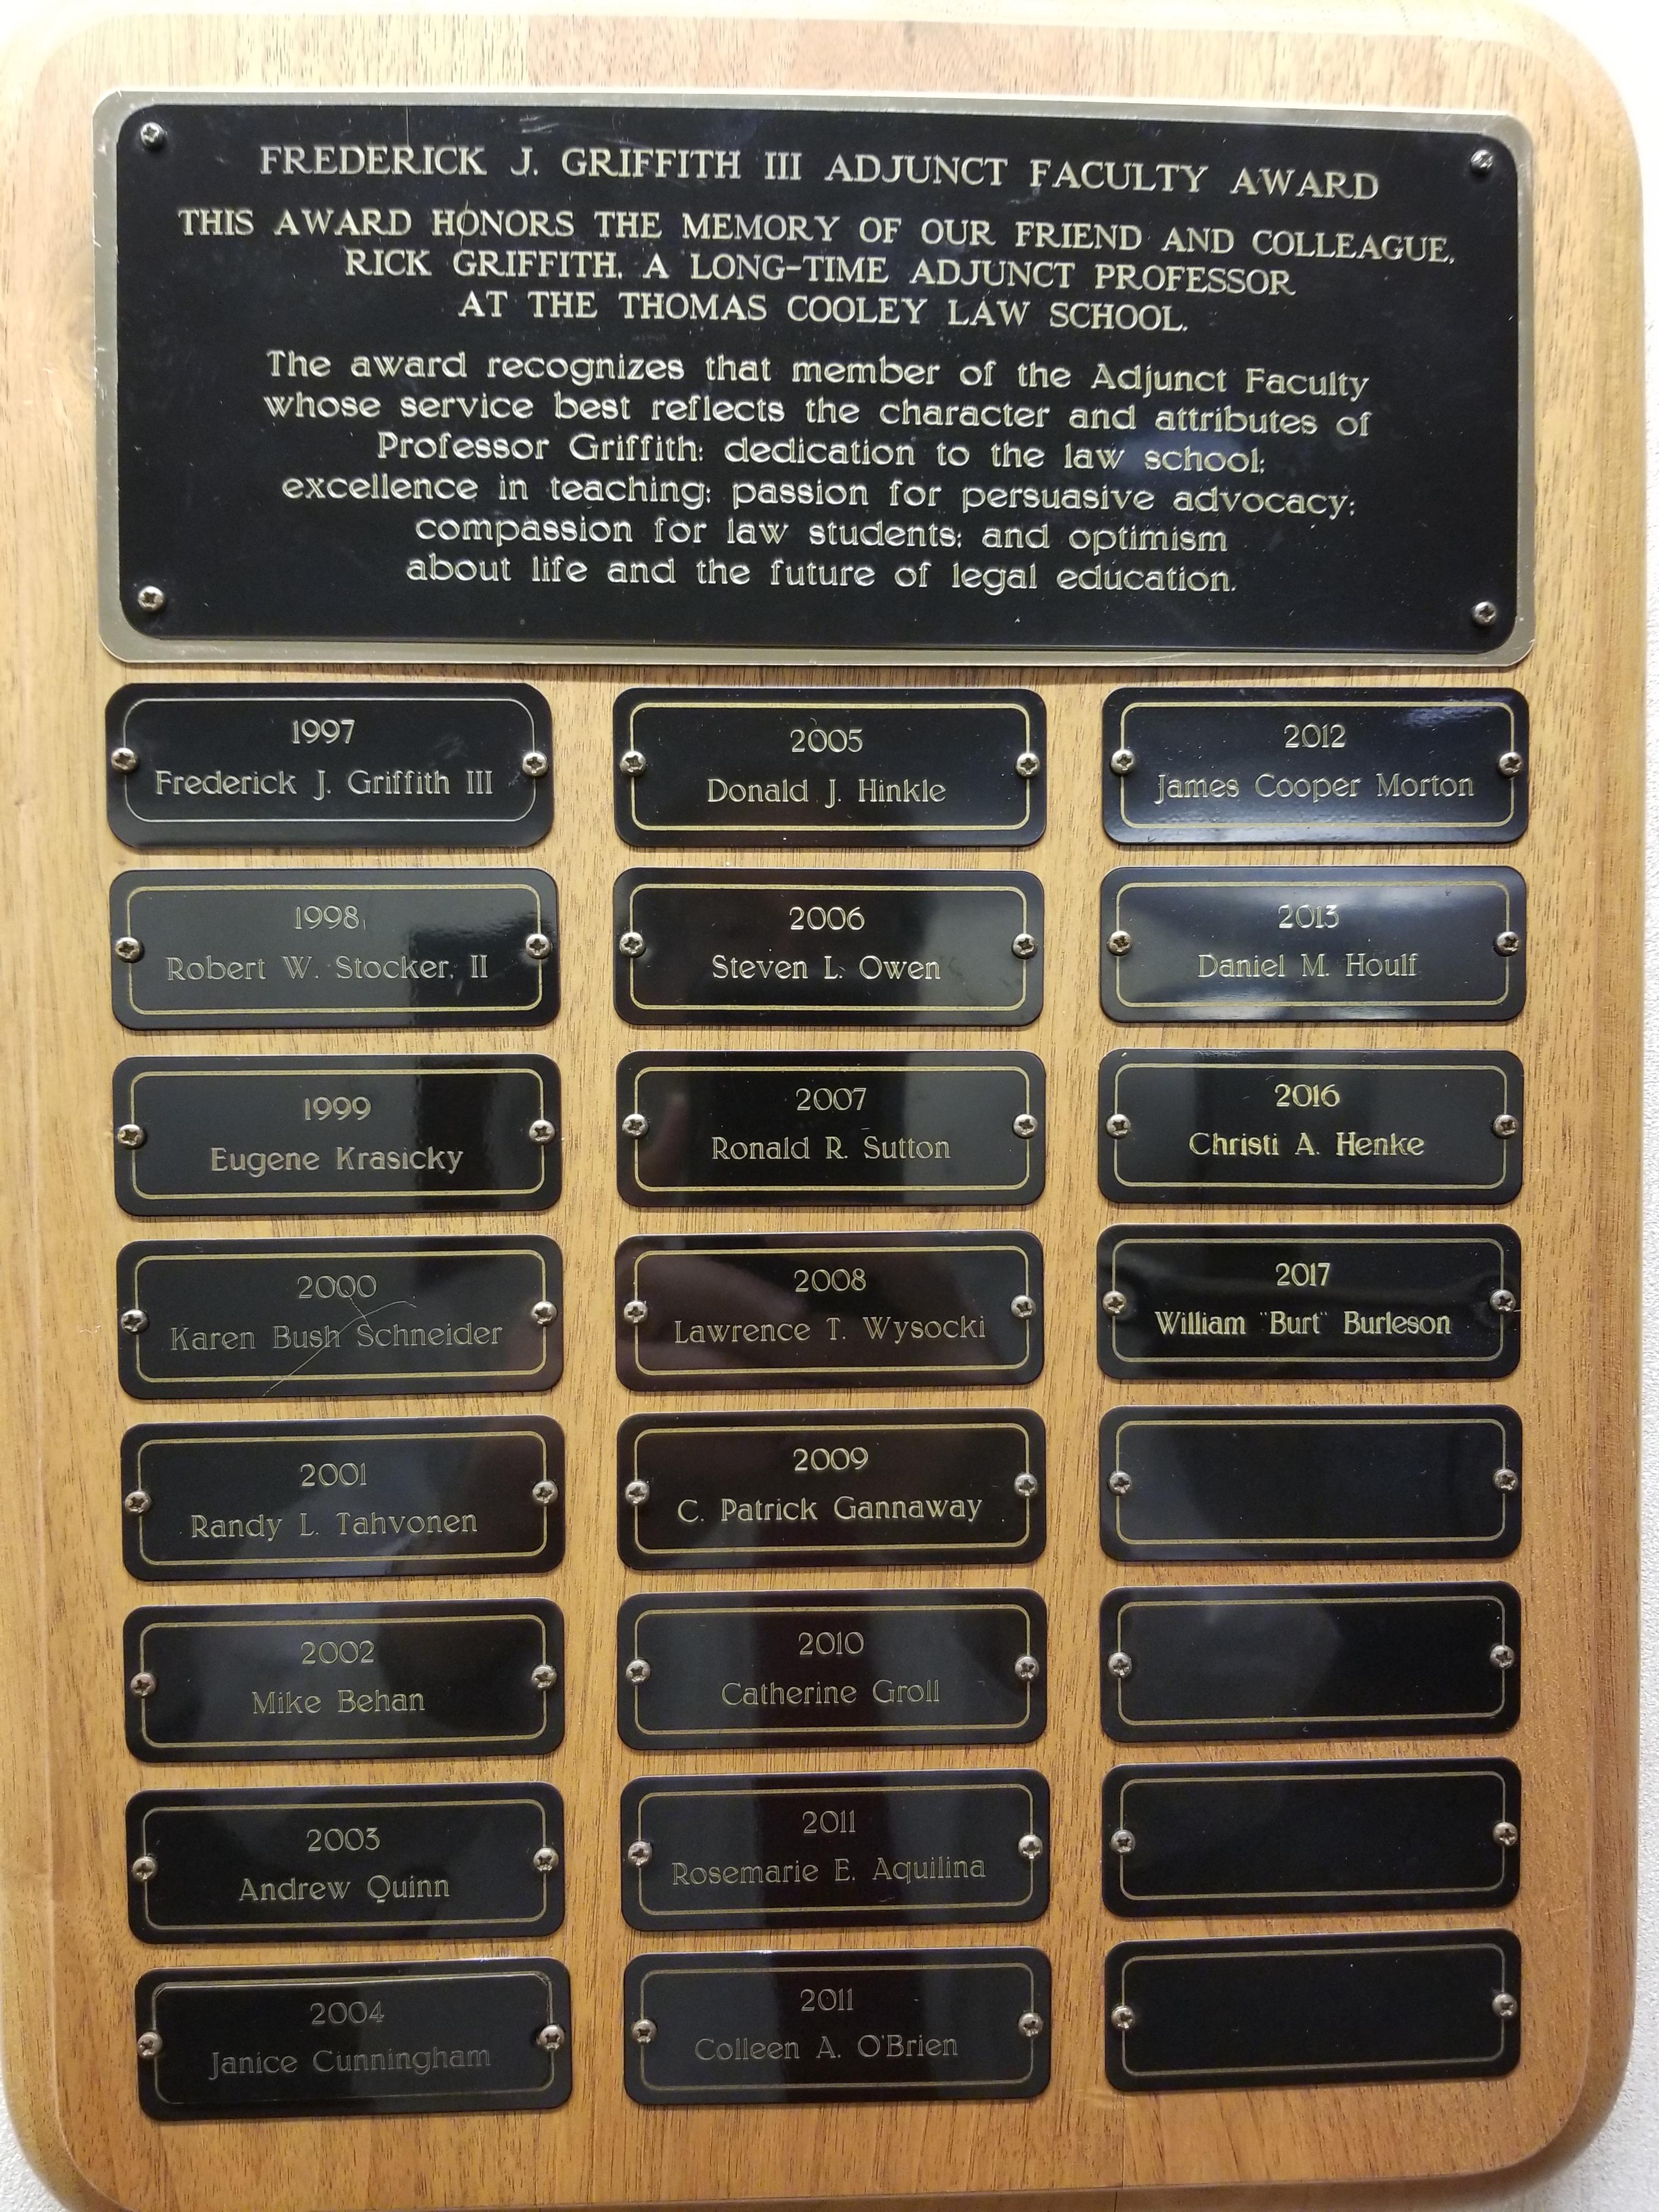 FREDERICK J. GRIFFITH III ADJUNCT FACULTY AWARD
THIS AWARD HONORS THE MEMORY OF OUR FRIEND AND COLLEAGUE,
RICK GRIFFITH, A LONG-TIME ADJUNCT PROFESSOR
AT THE THOMAS COOLEY LAW SCHOOL.
The award recognizes that member of the Adjunct Faculty
whose service best reflects the character and attributes of
Professor Griffith: dedication to the law school;
excellence in teaching; passion for persuasive advocacy;
compassion for law students; and optimism
about life and the future of legal education.
1997
Frederick J. Griffith III
1998
Robert W. Stocker, II
1999
Eugene Krasicky
2000
Karen Bush Schneider
2001
Randy L. Tahvonen
2002
Mike Behan
2003
Andrew Quinn
2004
Janice Cunningham
2005
Donald J. Hinkle
2006
Steven L. Owen
2007
Ronald R. Sutton
2008
Lawrence T. Wysocki
2009
C. Patrick Gannaway
2010
Catherine Groll
2011
Rosemarie E. Aquilina
2011
Colleen A. O'Brien
2012
James Cooper Morton
2013
Daniel M. Houlf
2016
Christi A. Henke
2017
William "Burt" Burleson